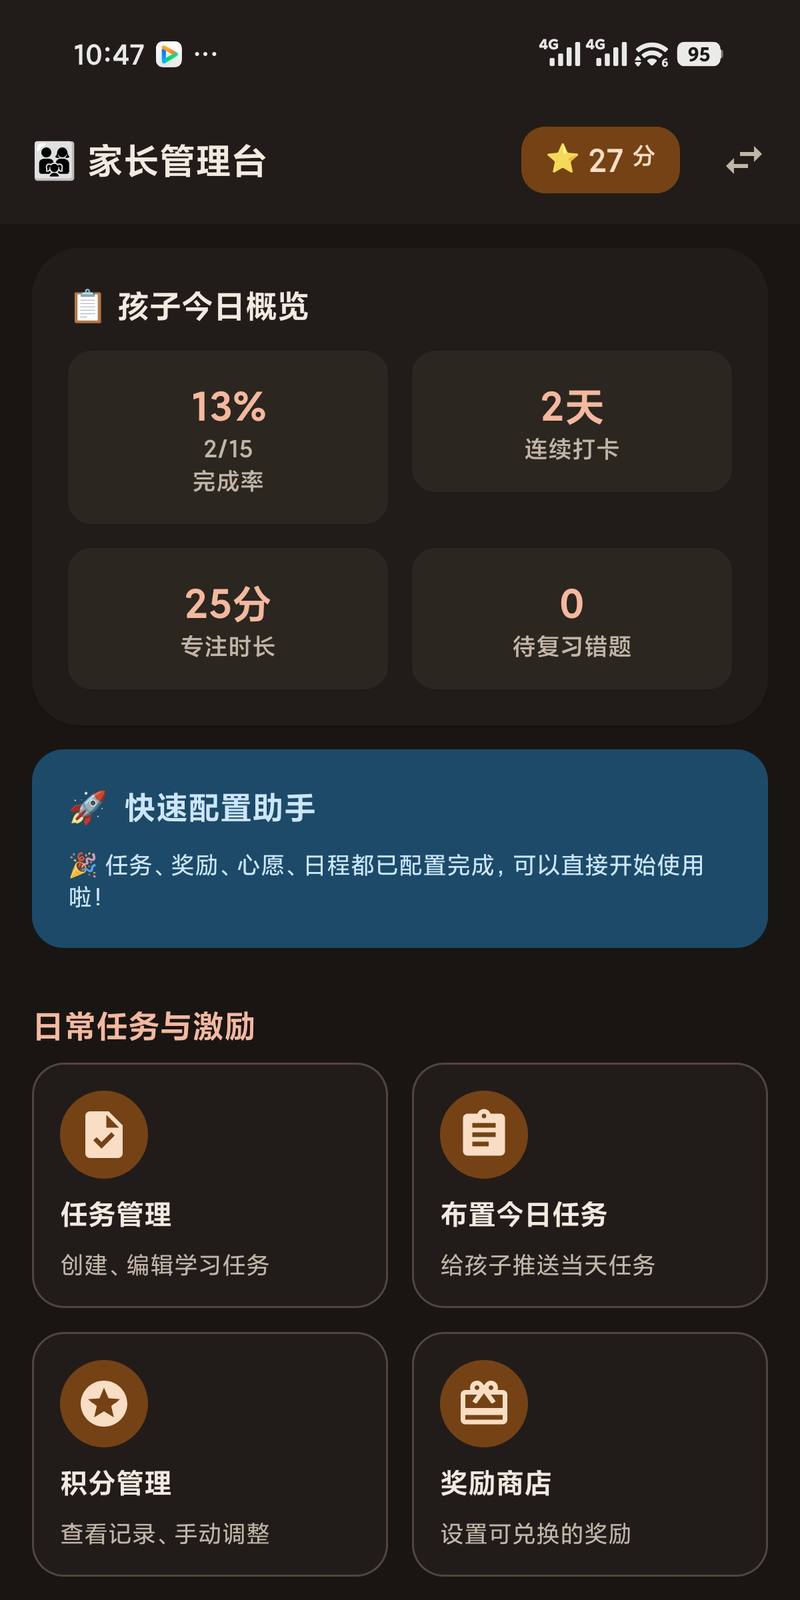 10:47 ... 4G 4G 6 95
家长管理台 27 分
孩子今日概览
13%
2/15
完成率
2天
连续打卡
25分
专注时长
0
待复习错题
快速配置助手
任务、奖励、心愿、日程都已配置完成，可以直接开始使用
啦！
日常任务与激励
任务管理
创建、编辑学习任务
布置今日任务
给孩子推送当天任务
积分管理
查看记录、手动调整
奖励商店
设置可兑换的奖励